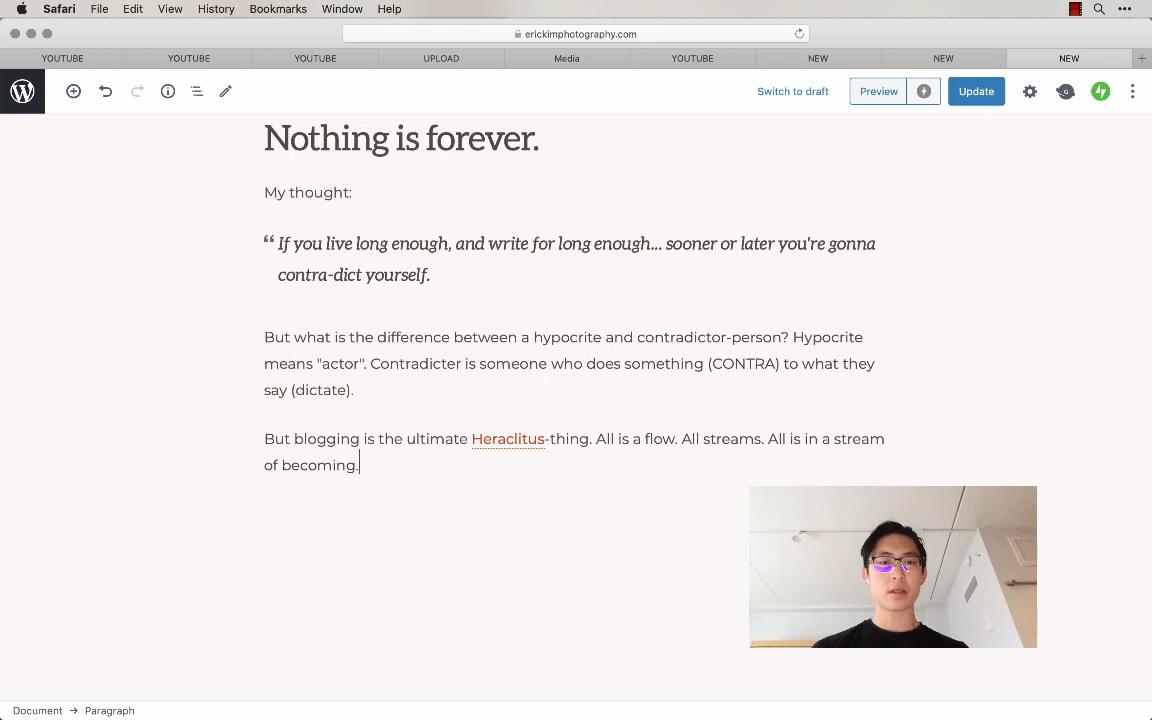 Safari File Edit View History Bookmarks Window Help
erickimphotography.com
YOUTUBE YOUTUBE YOUTUBE UPLOAD Media YOUTUBE NEW NEW NEW
Switch to draft Preview Update
Nothing is forever.
My thought:
“ If you live long enough, and write for long enough... sooner or later you're gonna
contra-dict yourself.
But what is the difference between a hypocrite and contradictor-person? Hypocrite
means "actor". Contradicter is someone who does something (CONTRA) to what they
say (dictate).
But blogging is the ultimate Heraclitus-thing. All is a flow. All streams. All is in a stream
of becoming.
Document → Paragraph